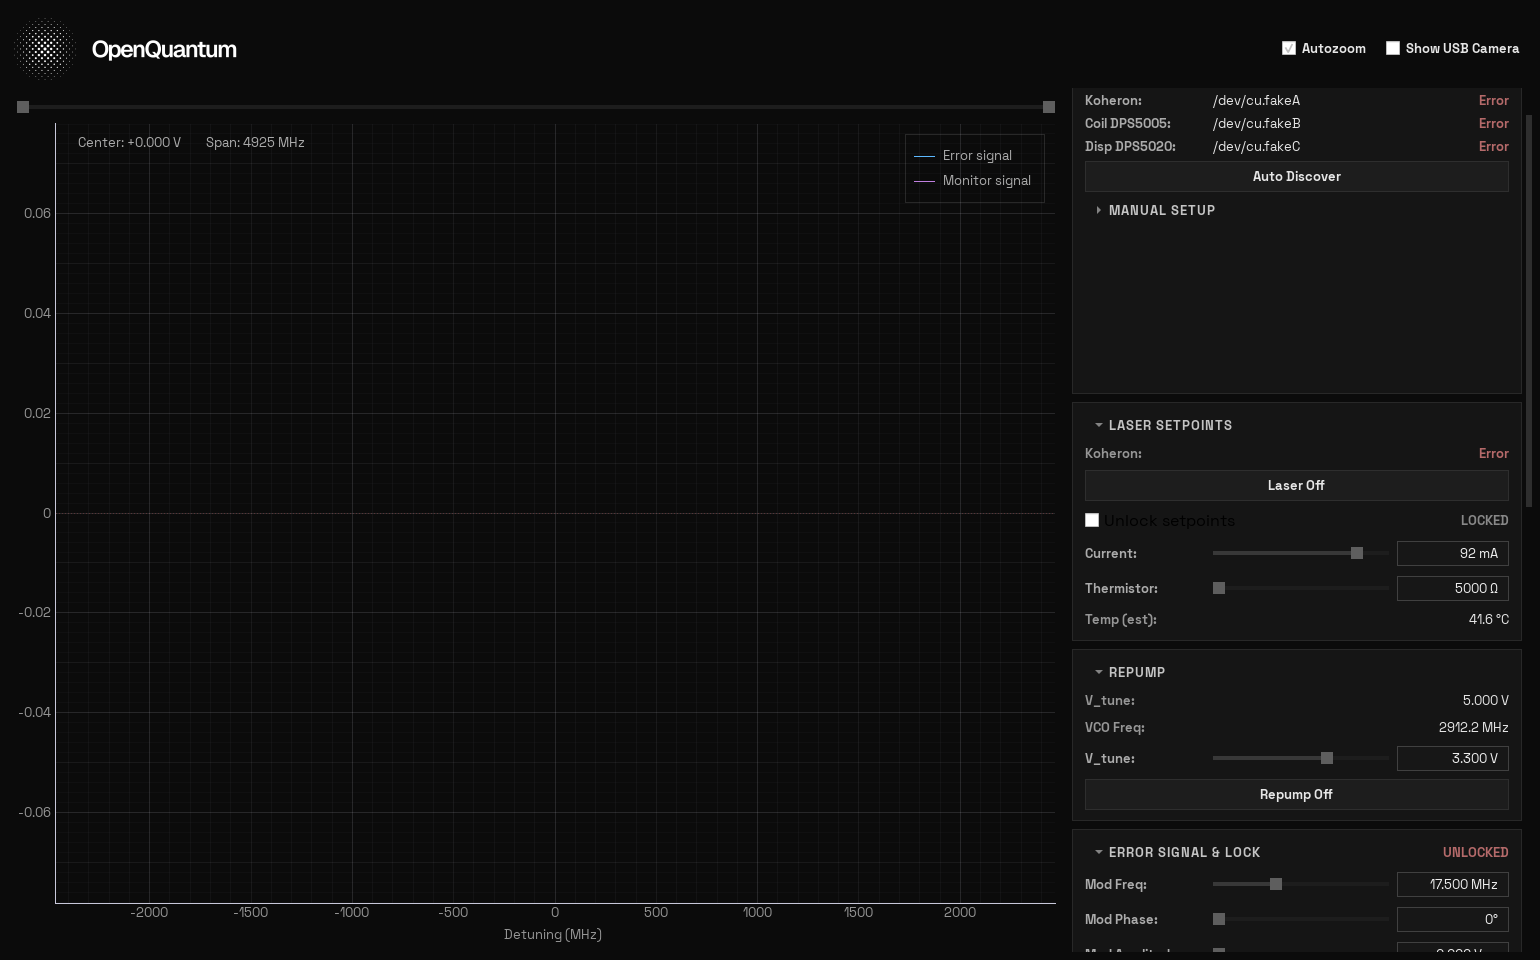 OpenQuantum
Autozoom
Show USB Camera
Center: +0.000 V Span: 4925 MHz
Error signal
Monitor signal
0.06
0.04
0.02
0
-0.02
-0.04
-0.06
-2000 -1500 -1000 -500 0 500 1000 1500 2000
Detuning (MHz)
Koheron: /dev/cu.fakeA Error
Coil DPS5005: /dev/cu.fakeB Error
Disp DPS5020: /dev/cu.fakeC Error
Auto Discover
MANUAL SETUP
LASER SETPOINTS
Koheron: Error
Laser Off
Unlock setpoints LOCKED
Current: 92 mA
Thermistor: 5000 Ω
Temp (est): 41.6 °C
REPUMP
V_tune: 5.000 V
VCO Freq: 2912.2 MHz
V_tune: 3.300 V
Repump Off
ERROR SIGNAL & LOCK UNLOCKED
Mod Freq: 17.500 MHz
Mod Phase: 0°